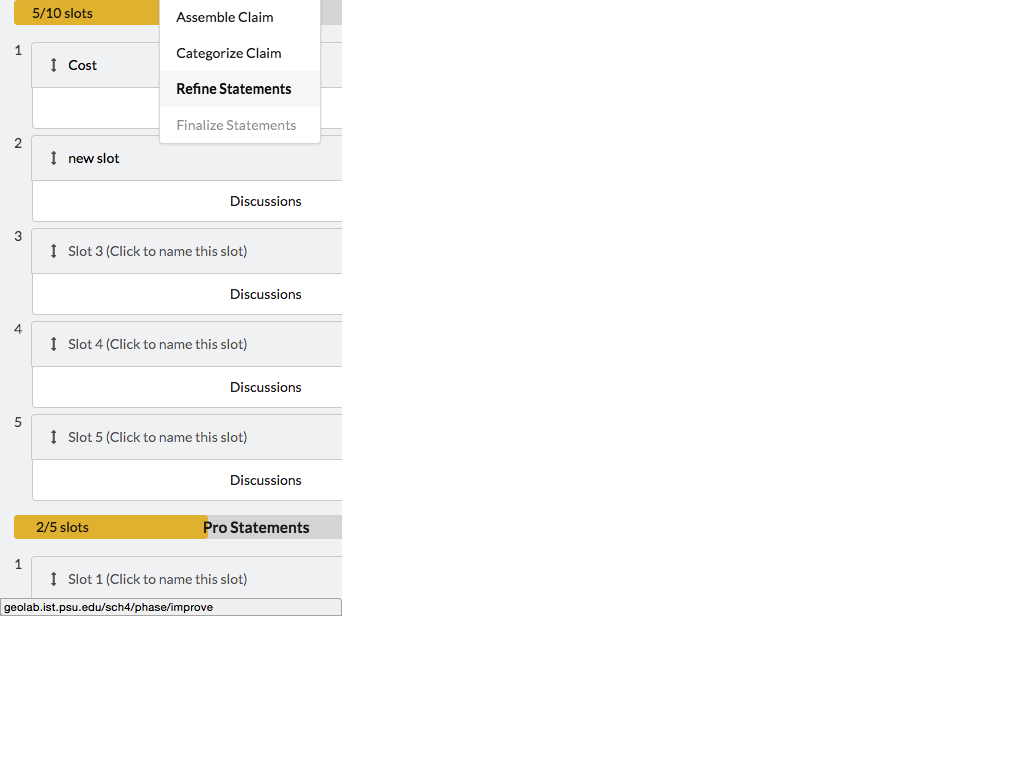 5/10 slots
Assemble Claim
Categorize Claim
Refine Statements
Finalize Statements
1
Cost
2
new slot
Discussions
3
Slot 3 (Click to name this slot)
Discussions
4
Slot 4 (Click to name this slot)
Discussions
5
Slot 5 (Click to name this slot)
Discussions
2/5 slots
Pro Statements
1
Slot 1 (Click to name this slot)
geolab.ist.psu.edu/sch4/phase/improve